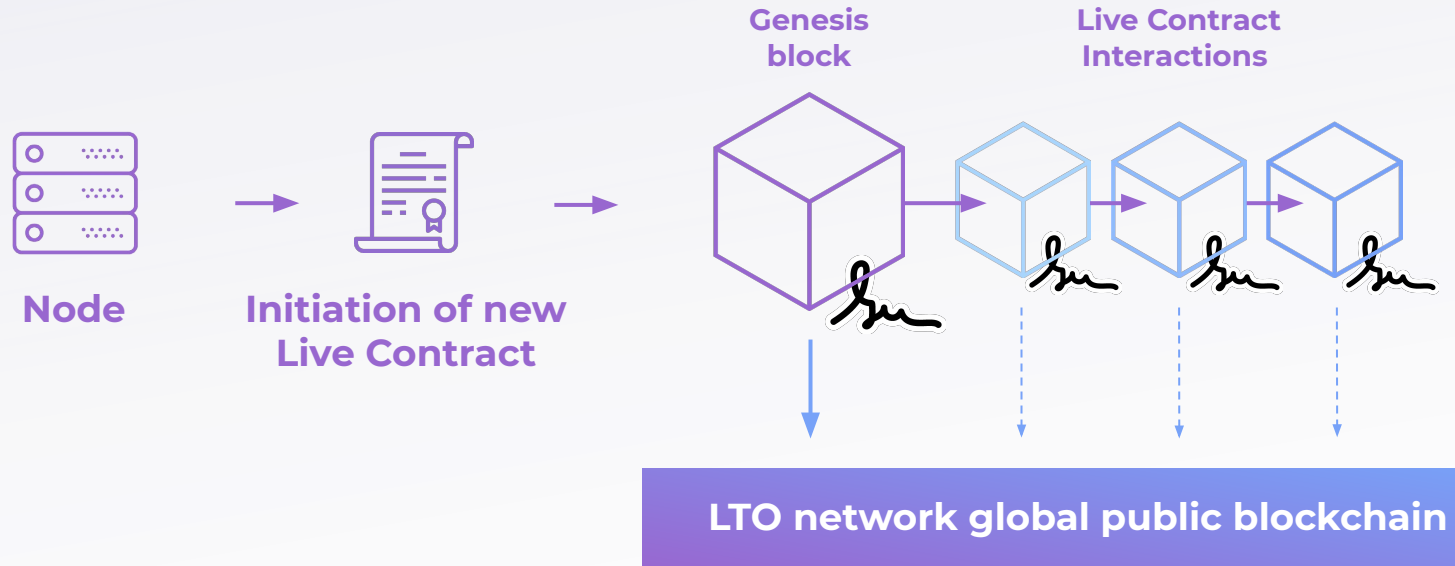 Genesis
block
Live Contract
Interactions
Node
Initiation of new
Live Contract
LTO network global public blockchain